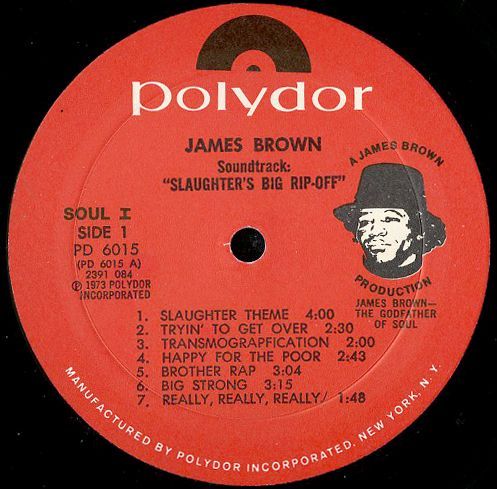 polydor
JAMES BROWN
Soundtrack:
"SLAUGHTER'S BIG RIP-OFF"
SOUL I
SIDE 1
PD 6015
(PD 6015 A)
2391 084
℗ 1973 POLYDOR
INCORPORATED
A JAMES BROWN
PRODUCTION
JAMES BROWN—
THE GODFATHER
OF SOUL
1. SLAUGHTER THEME 4:00
2. TRYIN' TO GET OVER 2:30
3. TRANSMOGRAPFICATION 2:00
4. HAPPY FOR THE POOR 2:43
5. BROTHER RAP 3:04
6. BIG STRONG 3:15
7. REALLY, REALLY, REALLY/ 1:48
MANUFACTURED BY POLYDOR INCORPORATED. NEW YORK, N.Y.